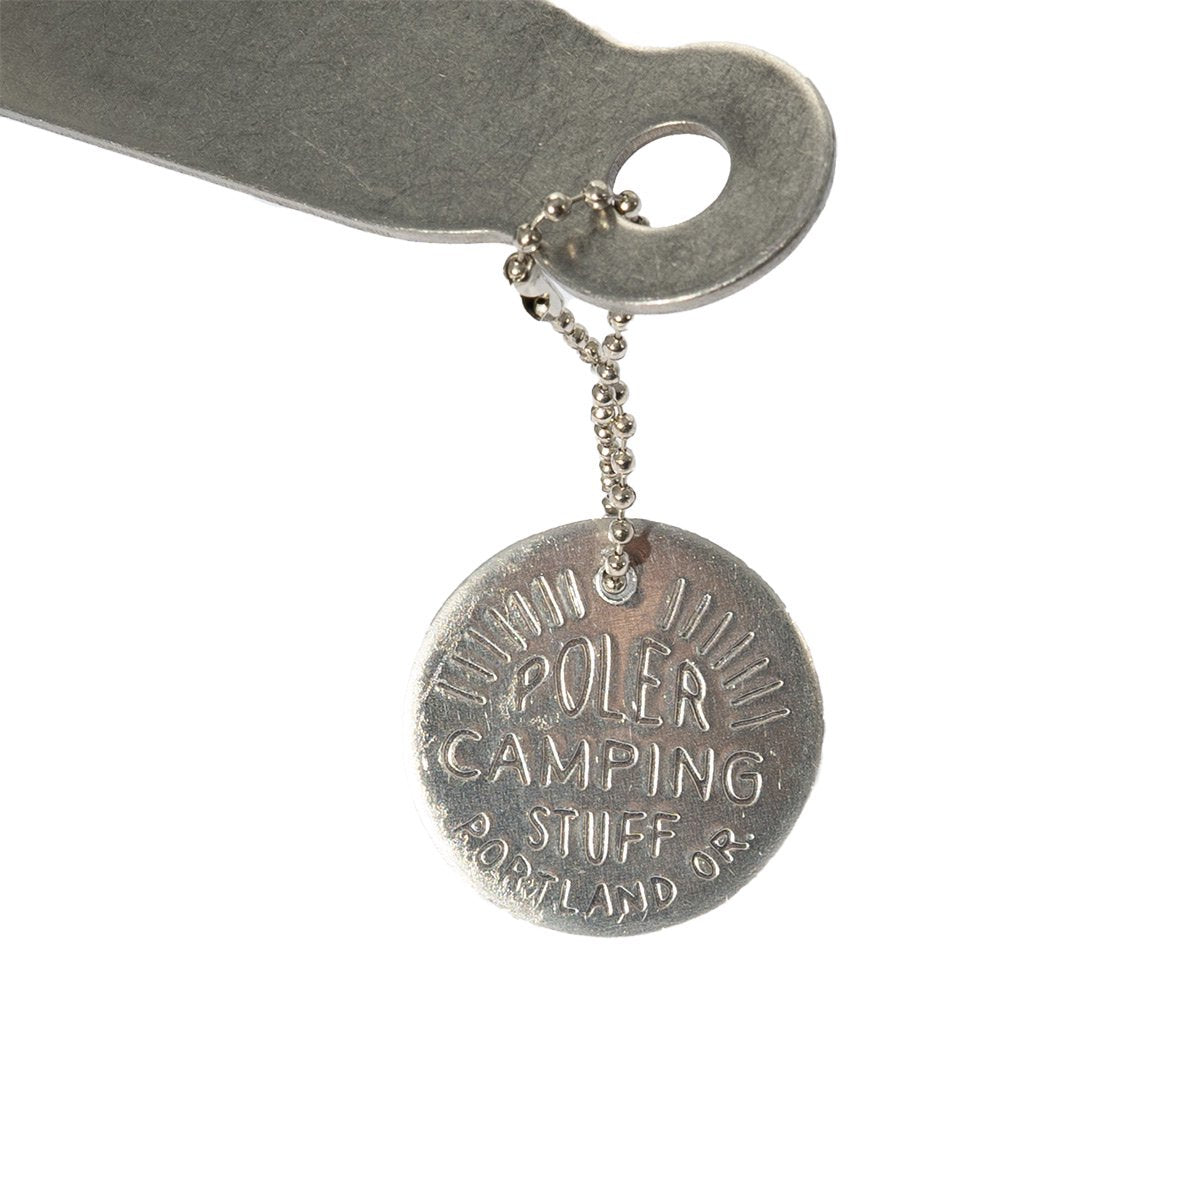 POLER
CAMPING
STUFF
PORTLAND OR.